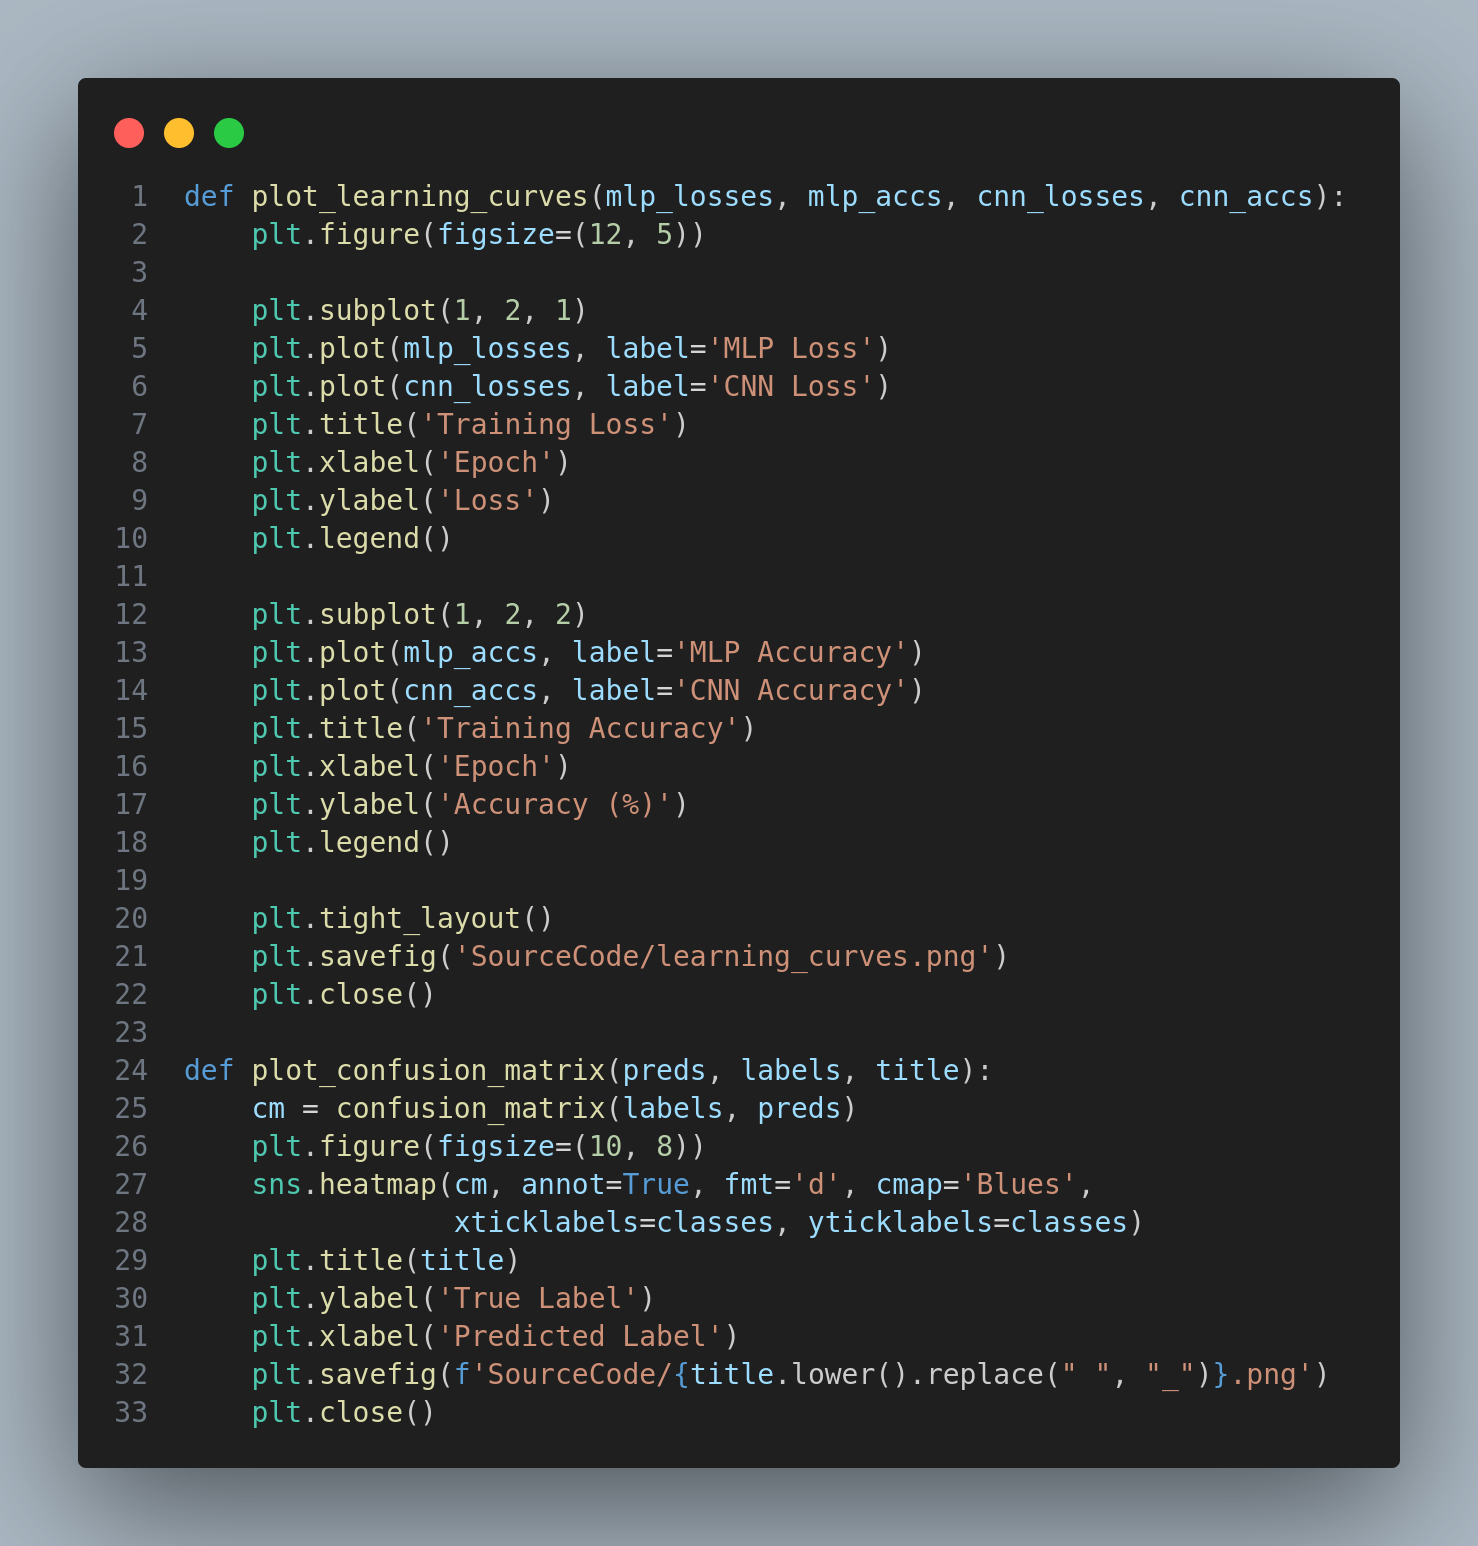 1 def plot_learning_curves(mlp_losses, mlp_accs, cnn_losses, cnn_accs):
2     plt.figure(figsize=(12, 5))
3
4     plt.subplot(1, 2, 1)
5     plt.plot(mlp_losses, label='MLP Loss')
6     plt.plot(cnn_losses, label='CNN Loss')
7     plt.title('Training Loss')
8     plt.xlabel('Epoch')
9     plt.ylabel('Loss')
10     plt.legend()
11
12     plt.subplot(1, 2, 2)
13     plt.plot(mlp_accs, label='MLP Accuracy')
14     plt.plot(cnn_accs, label='CNN Accuracy')
15     plt.title('Training Accuracy')
16     plt.xlabel('Epoch')
17     plt.ylabel('Accuracy (%)')
18     plt.legend()
19
20     plt.tight_layout()
21     plt.savefig('SourceCode/learning_curves.png')
22     plt.close()
23
24 def plot_confusion_matrix(preds, labels, title):
25     cm = confusion_matrix(labels, preds)
26     plt.figure(figsize=(10, 8))
27     sns.heatmap(cm, annot=True, fmt='d', cmap='Blues',
28                 xticklabels=classes, yticklabels=classes)
29     plt.title(title)
30     plt.ylabel('True Label')
31     plt.xlabel('Predicted Label')
32     plt.savefig(f'SourceCode/{title.lower().replace(" ", "_")}.png')
33     plt.close()